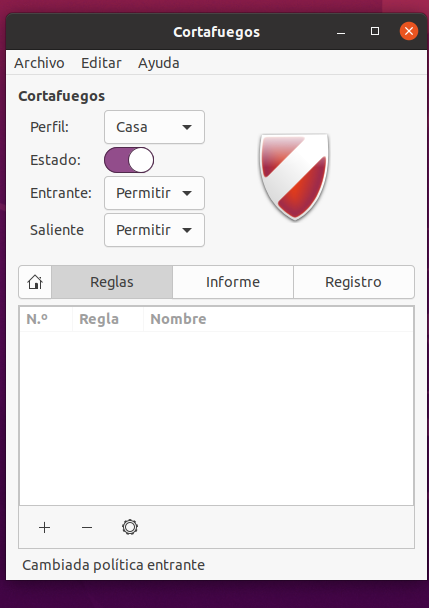 Cortafuegos
Archivo Editar Ayuda
Cortafuegos
Perfil: Casa
Estado:
Entrante: Permitir
Saliente Permitir
Reglas Informe Registro
N.º Regla Nombre
Cambiada política entrante